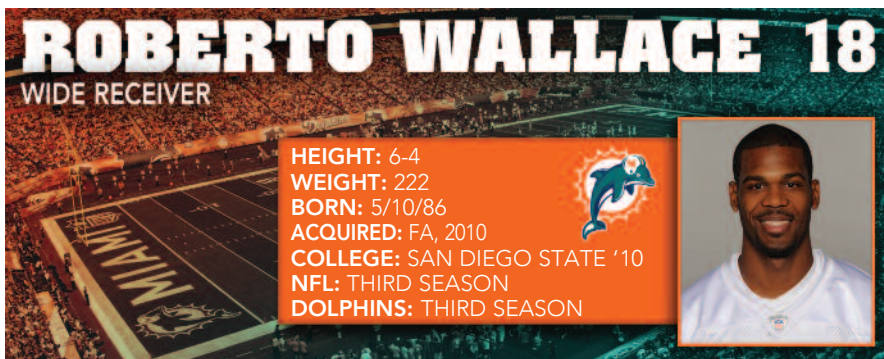 ROBERTO WALLACE 18
WIDE RECEIVER
HEIGHT: 6-4
WEIGHT: 222
BORN: 5/10/86
ACQUIRED: FA, 2010
COLLEGE: SAN DIEGO STATE '10
NFL: THIRD SEASON
DOLPHINS: THIRD SEASON
MIAMI